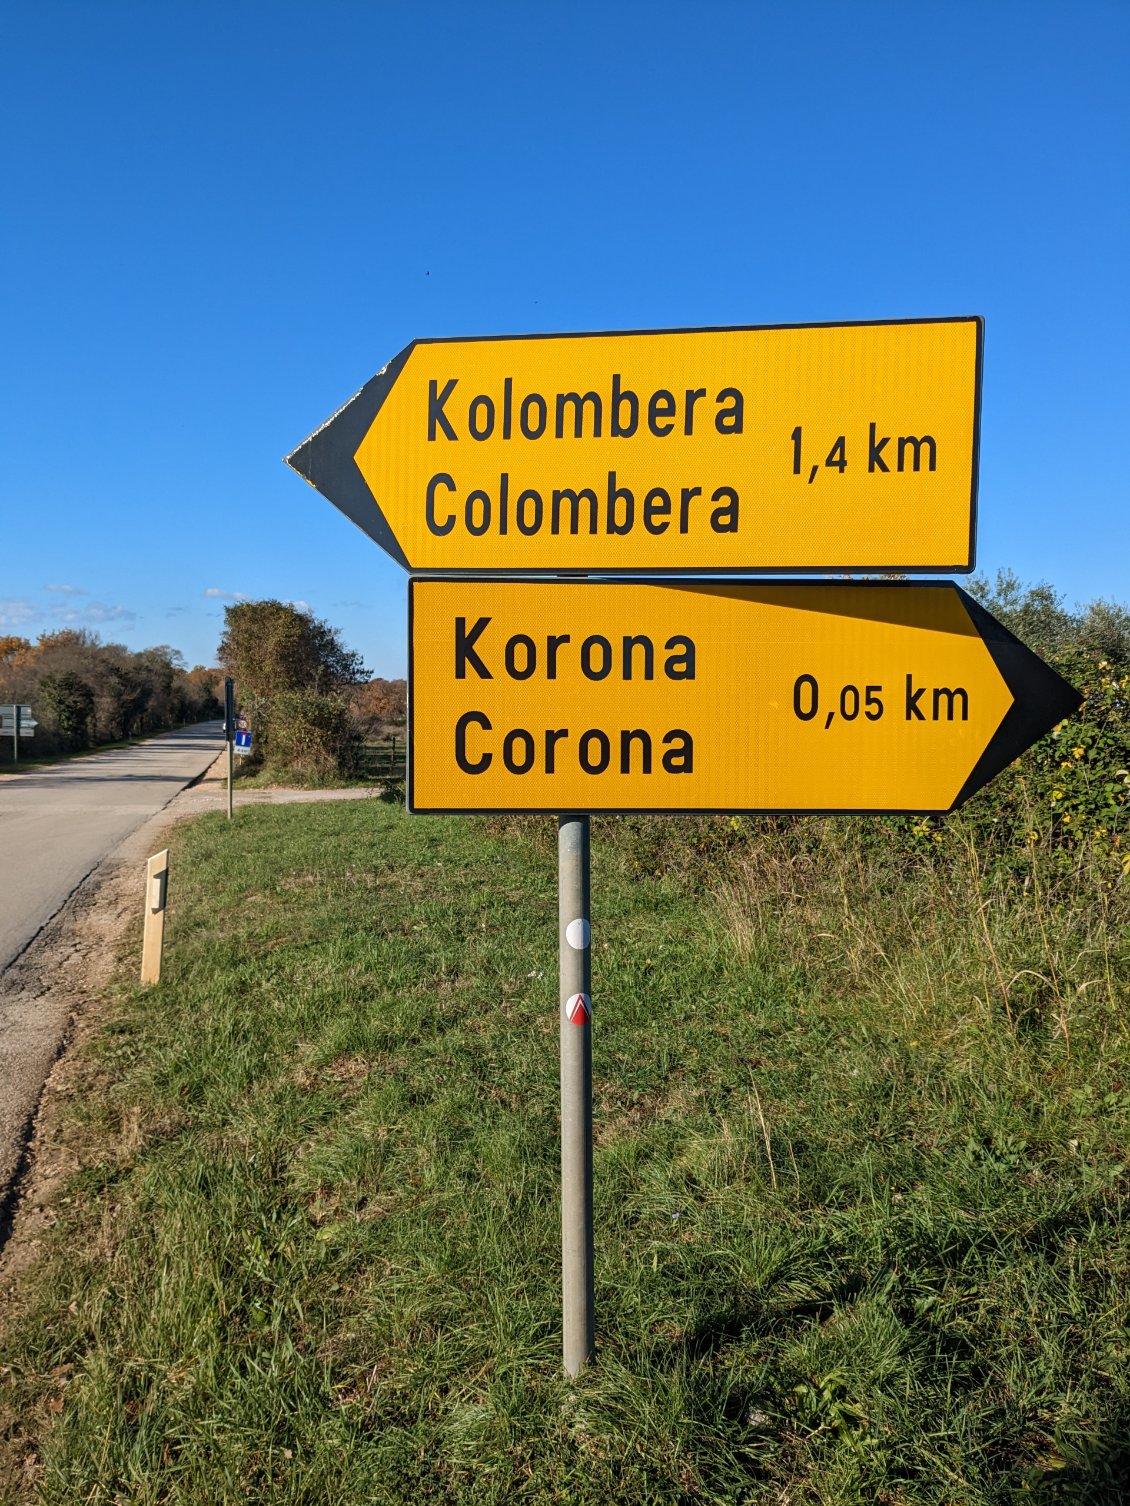 Kolombera
Colombera
1,4 km
Korona
Corona
0,05 km